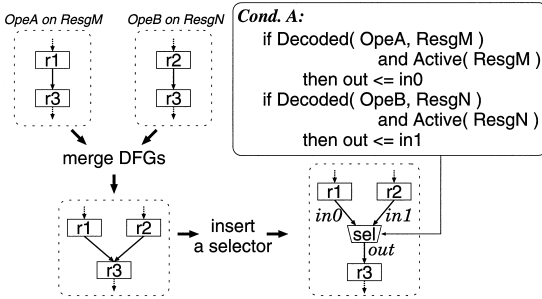 OpeA on ResgM
OpeB on ResgN
r1
r3
r2
r3
Cond. A:
if Decoded( OpeA, ResgM )
and Active( ResgM )
then out <= in0
if Decoded( OpeB, ResgN )
and Active( ResgN )
then out <= in1
merge DFGs
r1
r2
r3
insert
a selector
r1
r2
in0
in1
sel
out
r3